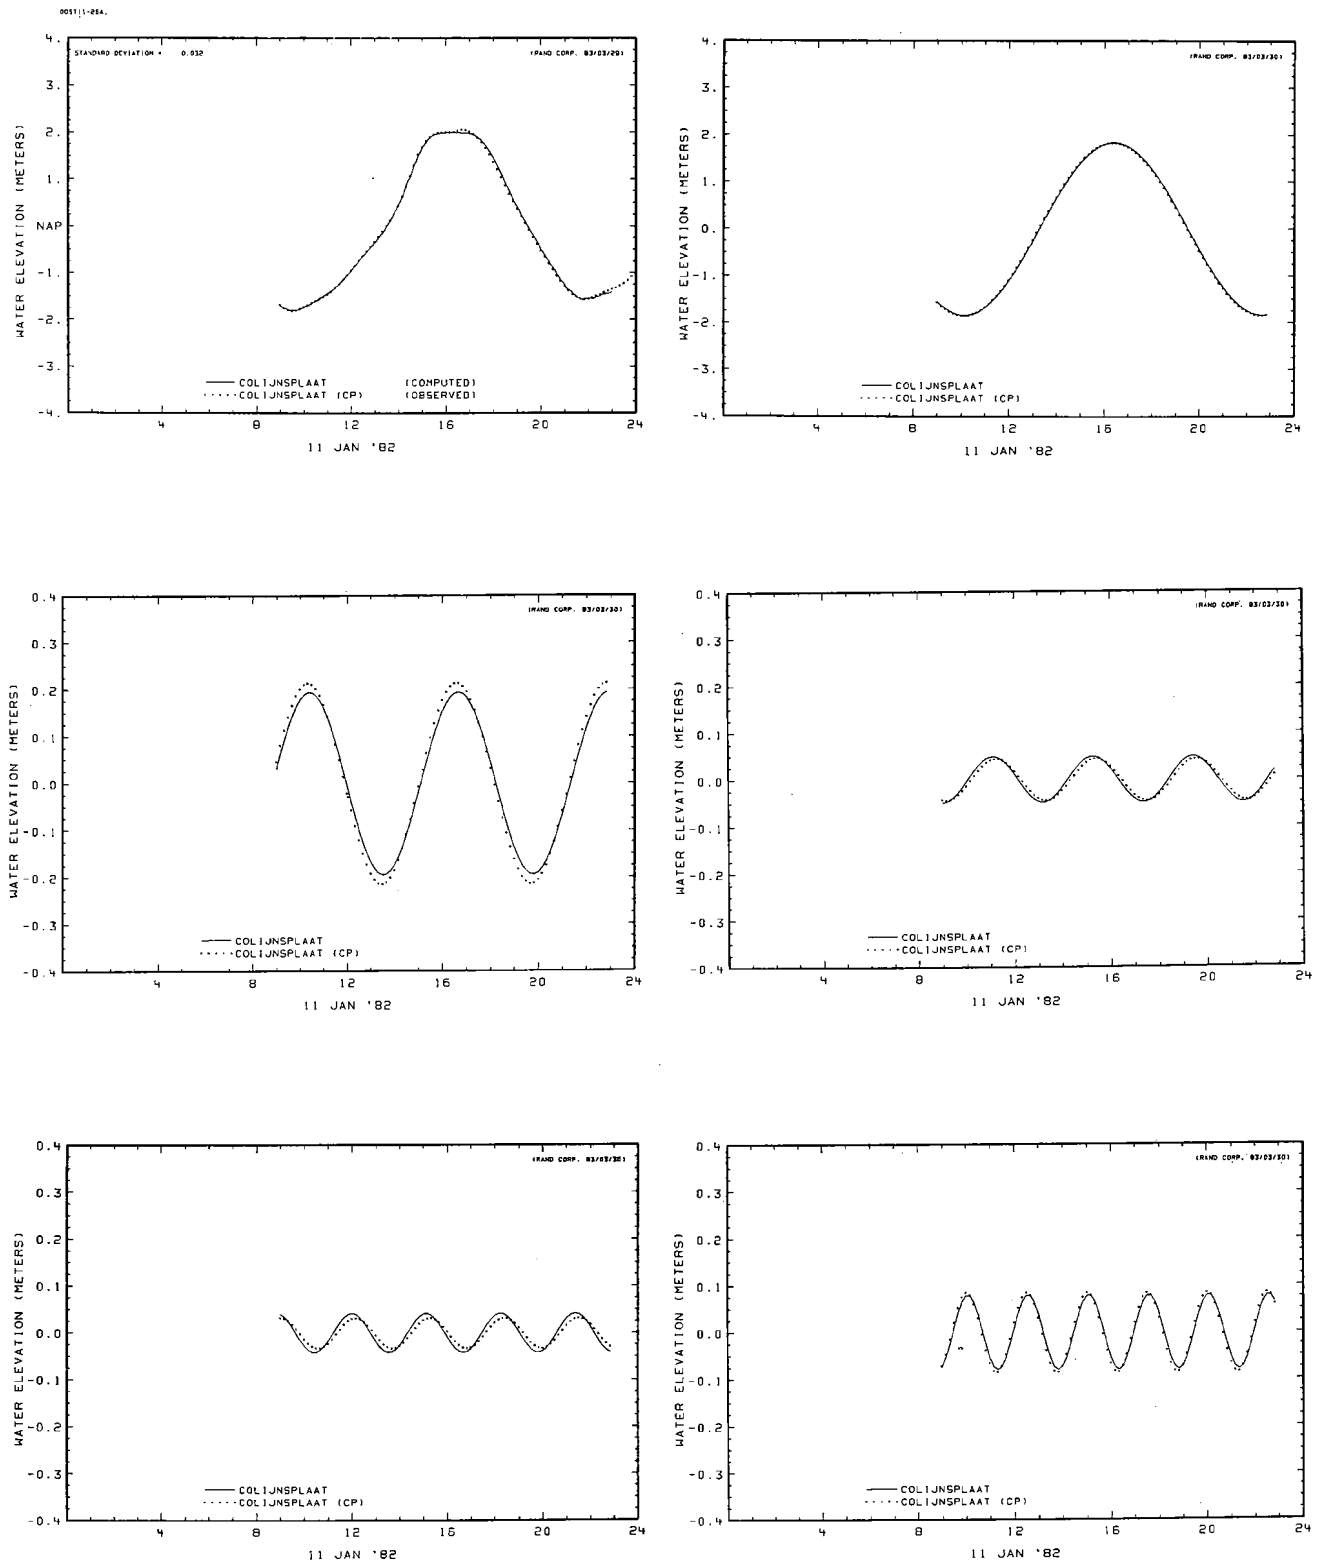 OOSTIS-26A.
STANDARD DEVIATION = 0.032
(RAND CORP. 83/03/29)
4.
3.
2.
1.
NAP
-1.
-2.
-3.
-4.
WATER ELEVATION (METERS)
COLIJNSPLAAT (COMPUTED)
COLIJNSPLAAT (CP) (OBSERVED)
4 8 12 16 20 24
11 JAN '82
(RAND CORP. 83/03/30)
4.
3.
2.
1.
0.
-1.
-2.
-3.
-4.
WATER ELEVATION (METERS)
COLIJNSPLAAT
COLIJNSPLAAT (CP)
4 8 12 16 20 24
11 JAN '82
(RAND CORP. 83/03/30)
0.4
0.3
0.2
0.1
0.0
-0.1
-0.2
-0.3
-0.4
WATER ELEVATION (METERS)
COLIJNSPLAAT
COLIJNSPLAAT (CP)
4 8 12 16 20 24
11 JAN '82
(RAND CORP. 83/03/30)
0.4
0.3
0.2
0.1
0.0
-0.1
-0.2
-0.3
-0.4
WATER ELEVATION (METERS)
COLIJNSPLAAT
COLIJNSPLAAT (CP)
4 8 12 16 20 24
11 JAN '82
(RAND CORP. 83/03/30)
0.4
0.3
0.2
0.1
0.0
-0.1
-0.2
-0.3
-0.4
WATER ELEVATION (METERS)
COLIJNSPLAAT
COLIJNSPLAAT (CP)
4 8 12 16 20 24
11 JAN '82
(RAND CORP. 83/03/30)
0.4
0.3
0.2
0.1
0.0
-0.1
-0.2
-0.3
-0.4
WATER ELEVATION (METERS)
COLIJNSPLAAT
COLIJNSPLAAT (CP)
4 8 12 16 20 24
11 JAN '82